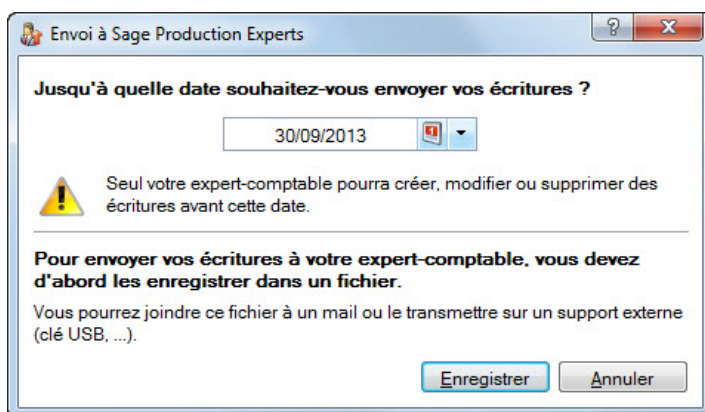 Envoi à Sage Production Experts
Jusqu'à quelle date souhaitez-vous envoyer vos écritures ?
30/09/2013
Seul votre expert-comptable pourra créer, modifier ou supprimer des
écritures avant cette date.
Pour envoyer vos écritures à votre expert-comptable, vous devez
d'abord les enregistrer dans un fichier.
Vous pourrez joindre ce fichier à un mail ou le transmettre sur un support externe
(clé USB, ...).
Enregistrer Annuler